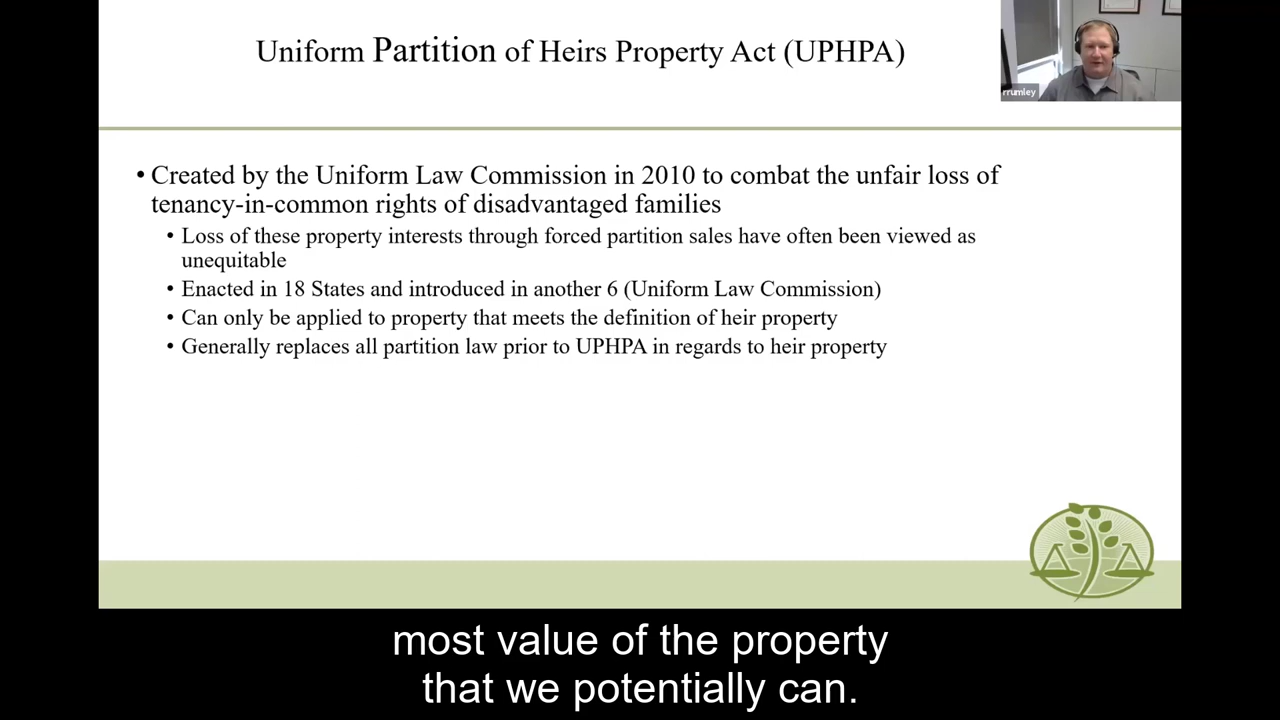 Uniform Partition of Heirs Property Act (UPHPA)
rrumley
• Created by the Uniform Law Commission in 2010 to combat the unfair loss of
tenancy-in-common rights of disadvantaged families
• Loss of these property interests through forced partition sales have often been viewed as
unequitable
• Enacted in 18 States and introduced in another 6 (Uniform Law Commission)
• Can only be applied to property that meets the definition of heir property
• Generally replaces all partition law prior to UPHPA in regards to heir property
most value of the property
that we potentially can.